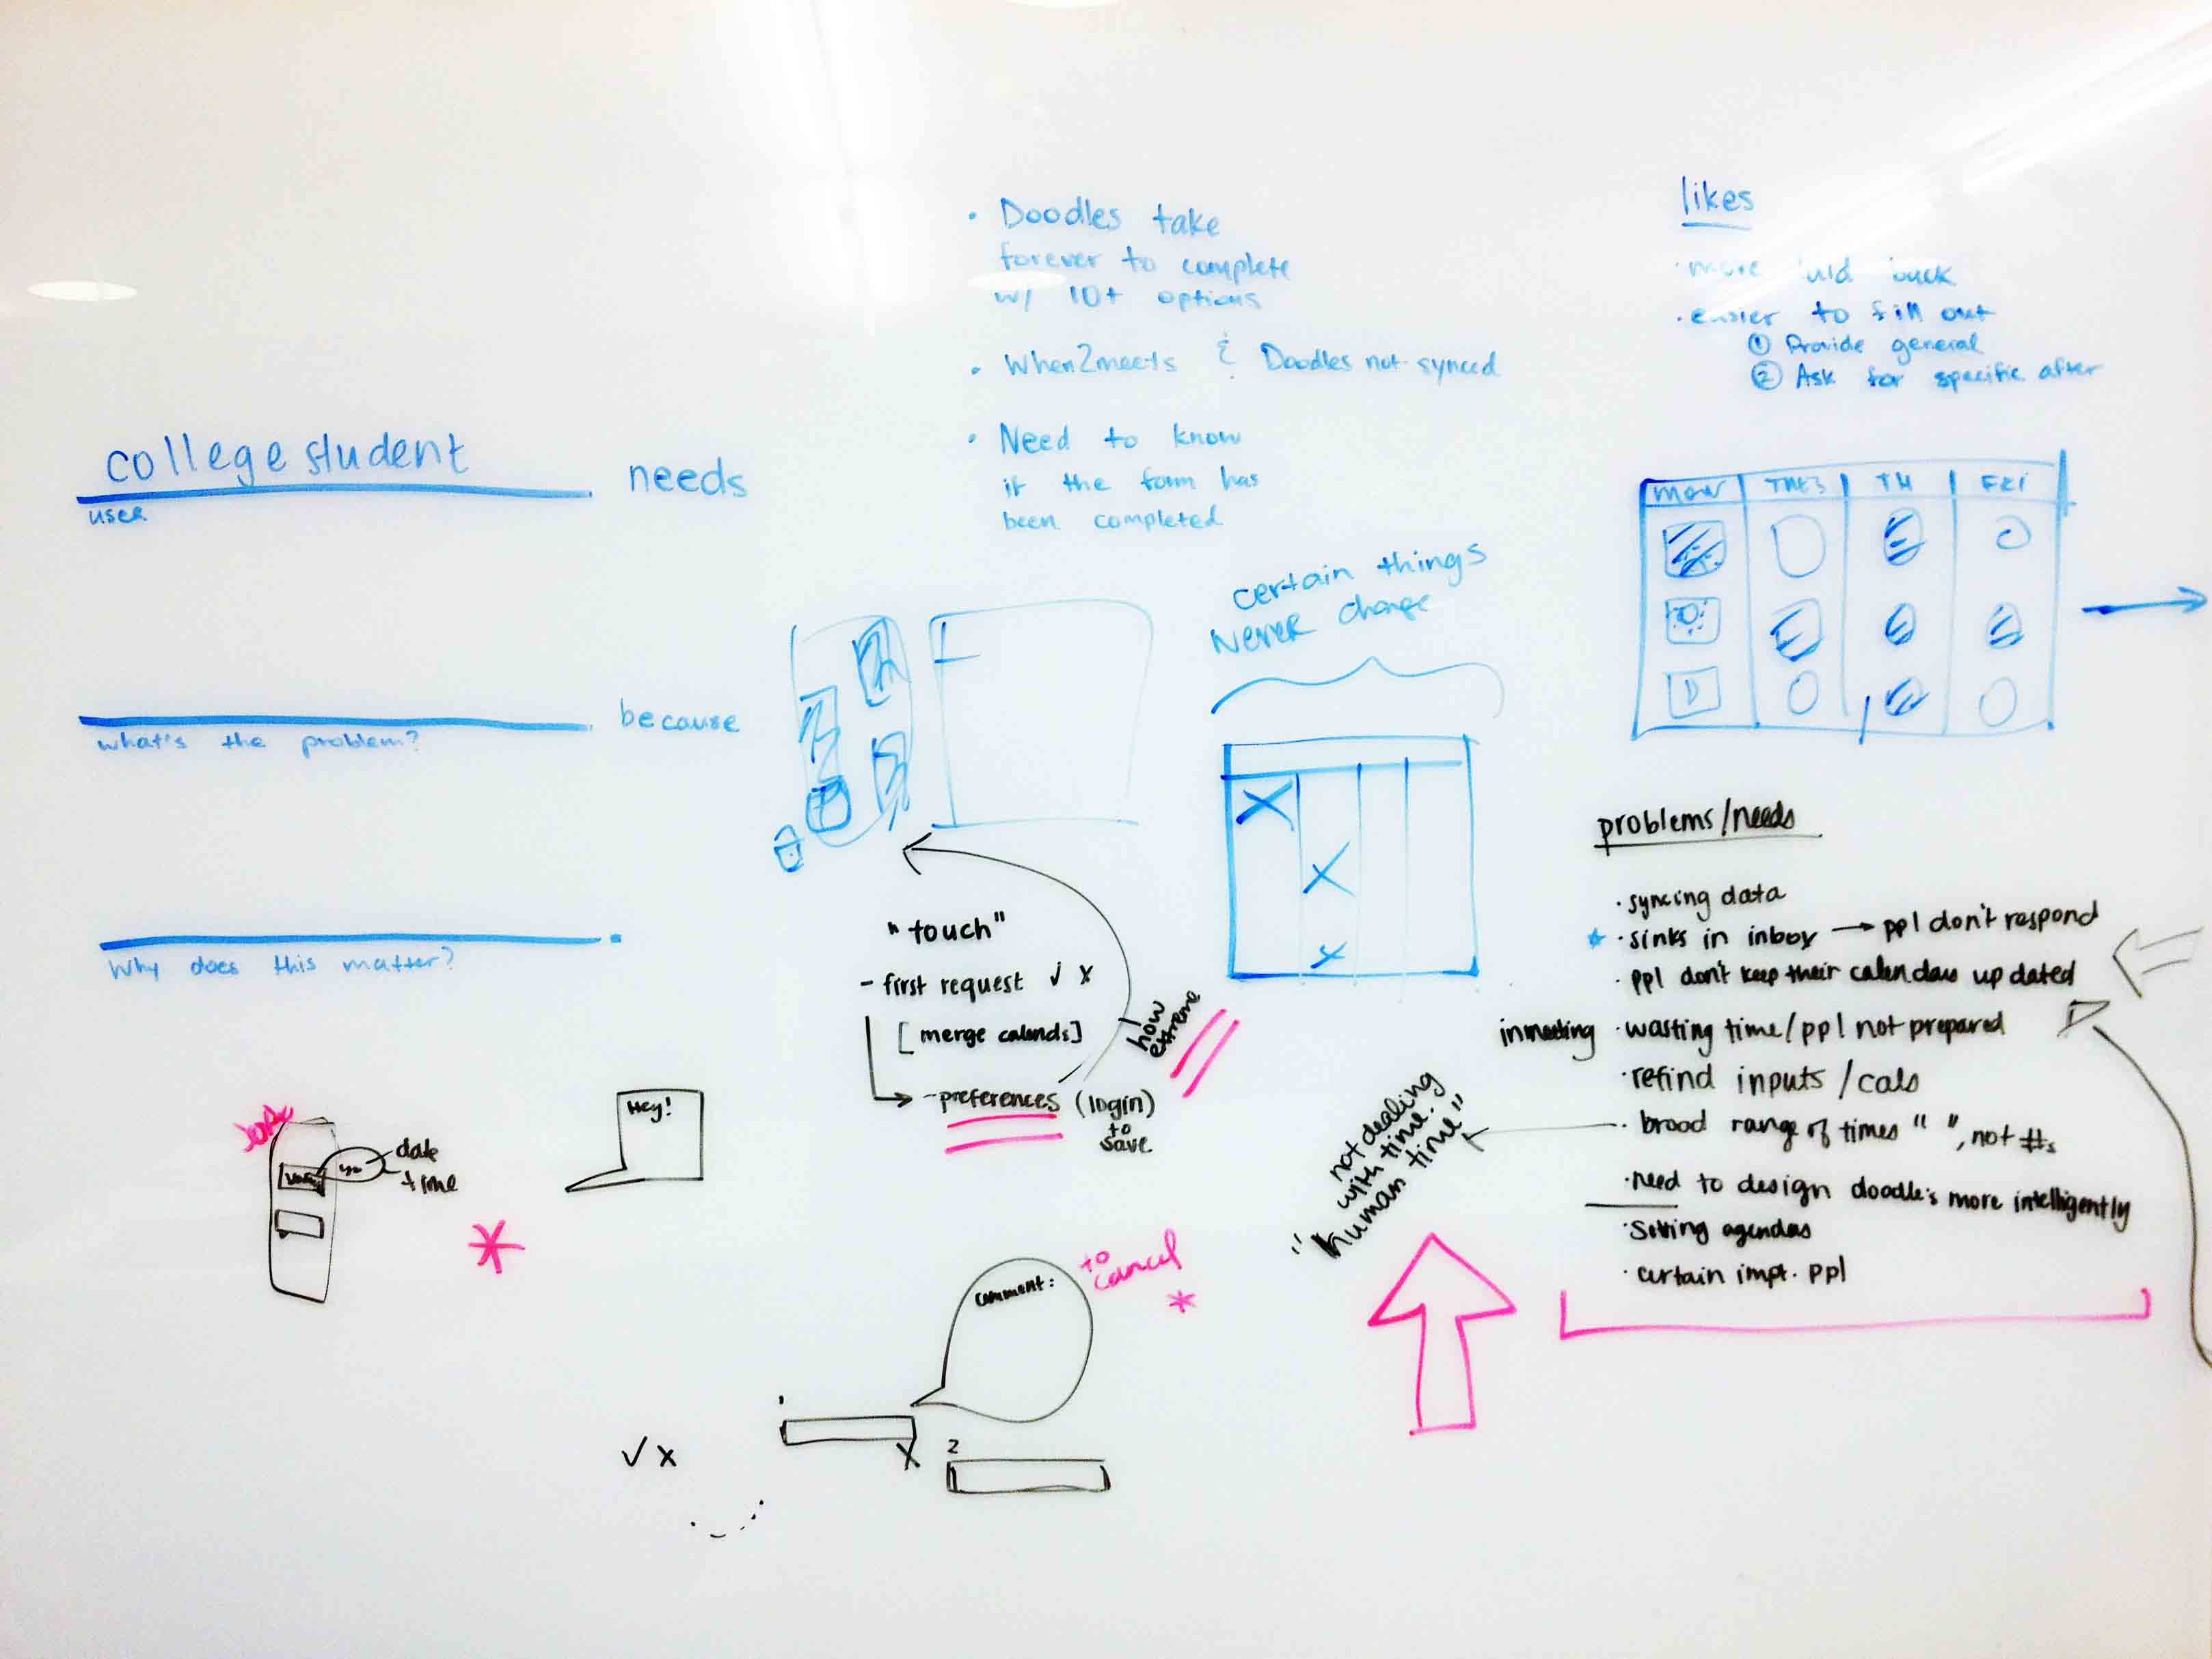 college student needs
user
because
what's the problem?
Why does this matter?
• Doodles take
forever to complete
w/ 10+ options
• When2meets & Doodles not synced
• Need to know
if the form has
been completed
certain things
Never change
likes
• more buck
• easier to fill out
① Provide general
② Ask for specific after
MON TUES TH FRI
D
"touch"
- first request ✓ x
[merge calends]
- preferences (login)
to
save
how
extreme
problems/needs
• syncing data
• sinks in inbox → ppl don't respond
• ppl don't keep their calendars updated
in meeting • wasting time/ppl not prepared
• refind inputs/cals
• broad range of times " ", not #s
• need to design doodle's more intelligently
• Setting agendas
• certain impt. ppl
"not dealing
with time.
"human time"
date
time
Hey!
comment:
to
cancel
*
*
✓ x
1
X
2